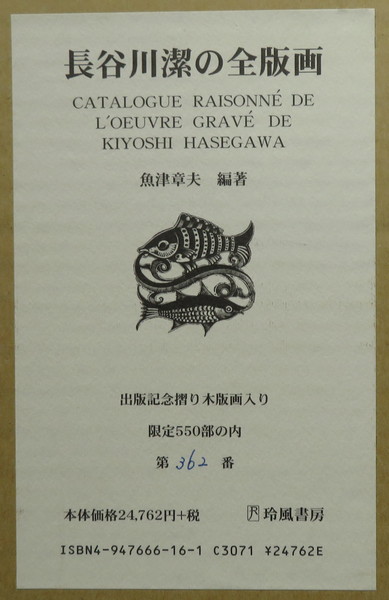 長谷川潔の全版画
CATALOGUE RAISONNÉ DE
L'OEUVRE GRAVÉ DE
KIYOSHI HASEGAWA
魚津章夫 編著
出版記念摺り木版画入り
限定550部の内
第 362 番
本体価格24,762円+税 玲風書房
ISBN4-947666-16-1 C3071 ¥24762E